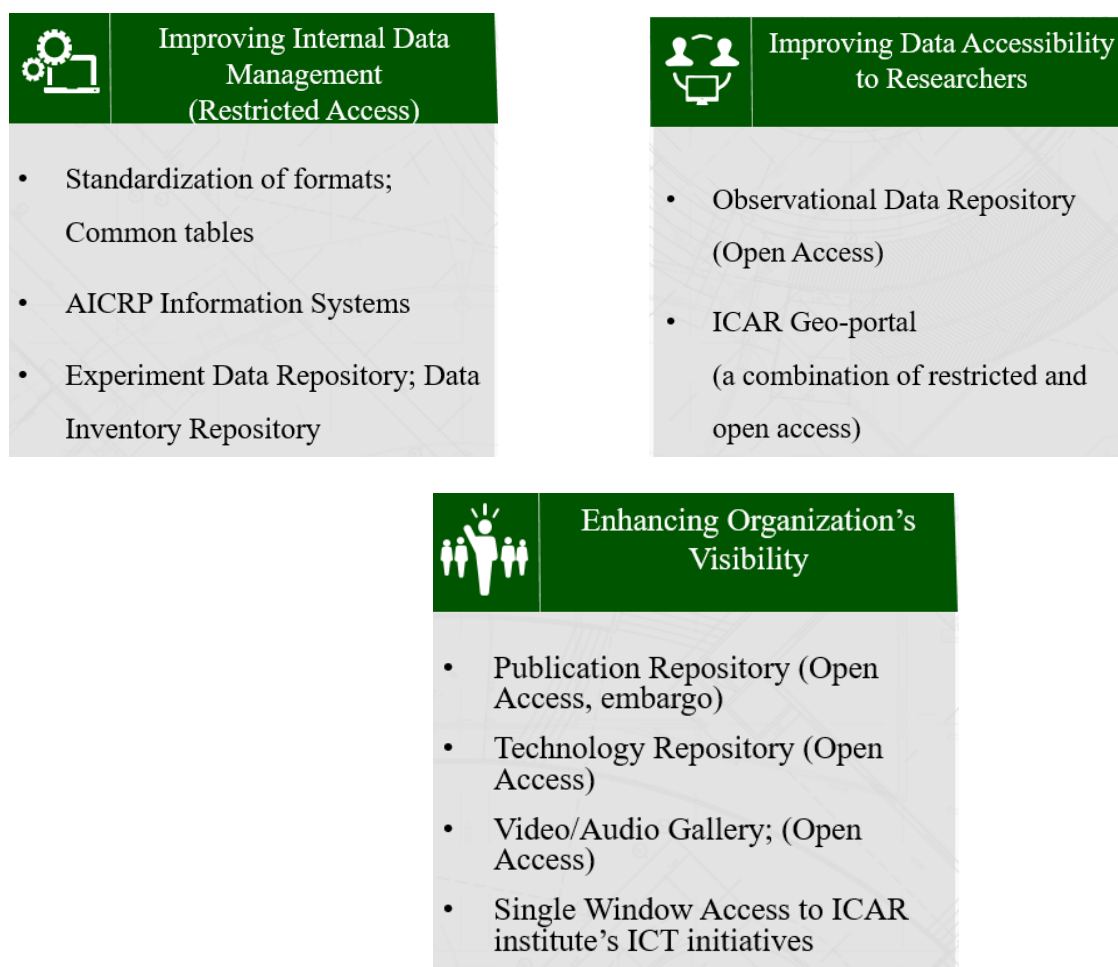 Improving Internal Data
Management
(Restricted Access)
• Standardization of formats;
Common tables
• AICRP Information Systems
• Experiment Data Repository; Data
Inventory Repository
Improving Data Accessibility
to Researchers
• Observational Data Repository
(Open Access)
• ICAR Geo-portal
(a combination of restricted and
open access)
Enhancing Organization’s
Visibility
• Publication Repository (Open
Access, embargo)
• Technology Repository (Open
Access)
• Video/Audio Gallery; (Open
Access)
• Single Window Access to ICAR
institute’s ICT initiatives